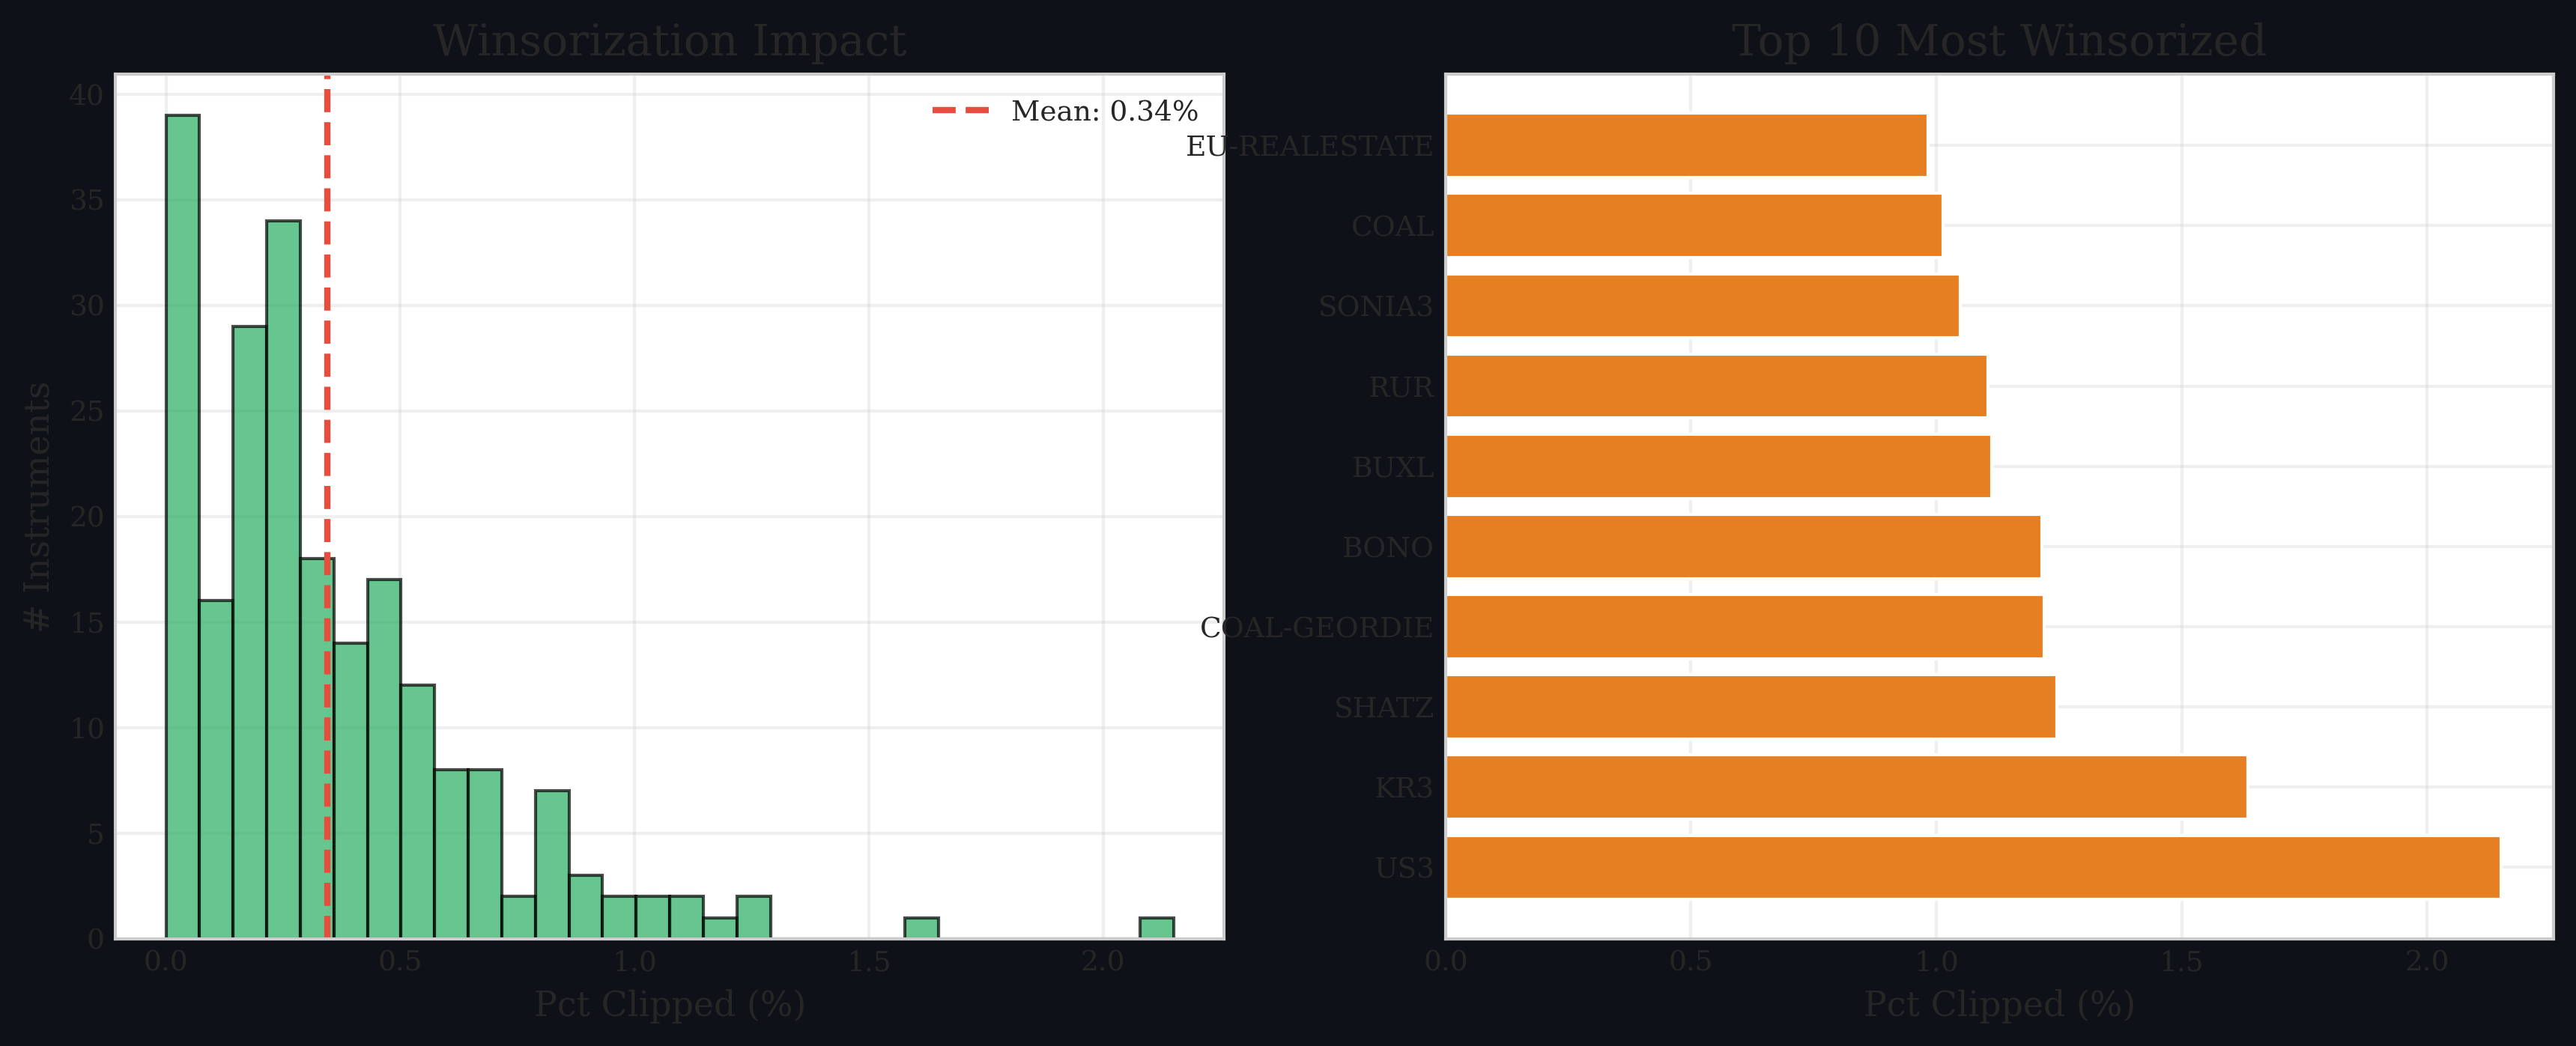 Winsorization Impact
Mean: 0.34%
# Instruments
40
35
30
25
20
15
10
5
0
0.0 0.5 1.0 1.5 2.0
Pct Clipped (%)
Top 10 Most Winsorized
EU-REALESTATE
COAL
SONIA3
RUR
BUXL
BONO
COAL-GEORDIE
SHATZ
KR3
US3
0.0 0.5 1.0 1.5 2.0
Pct Clipped (%)